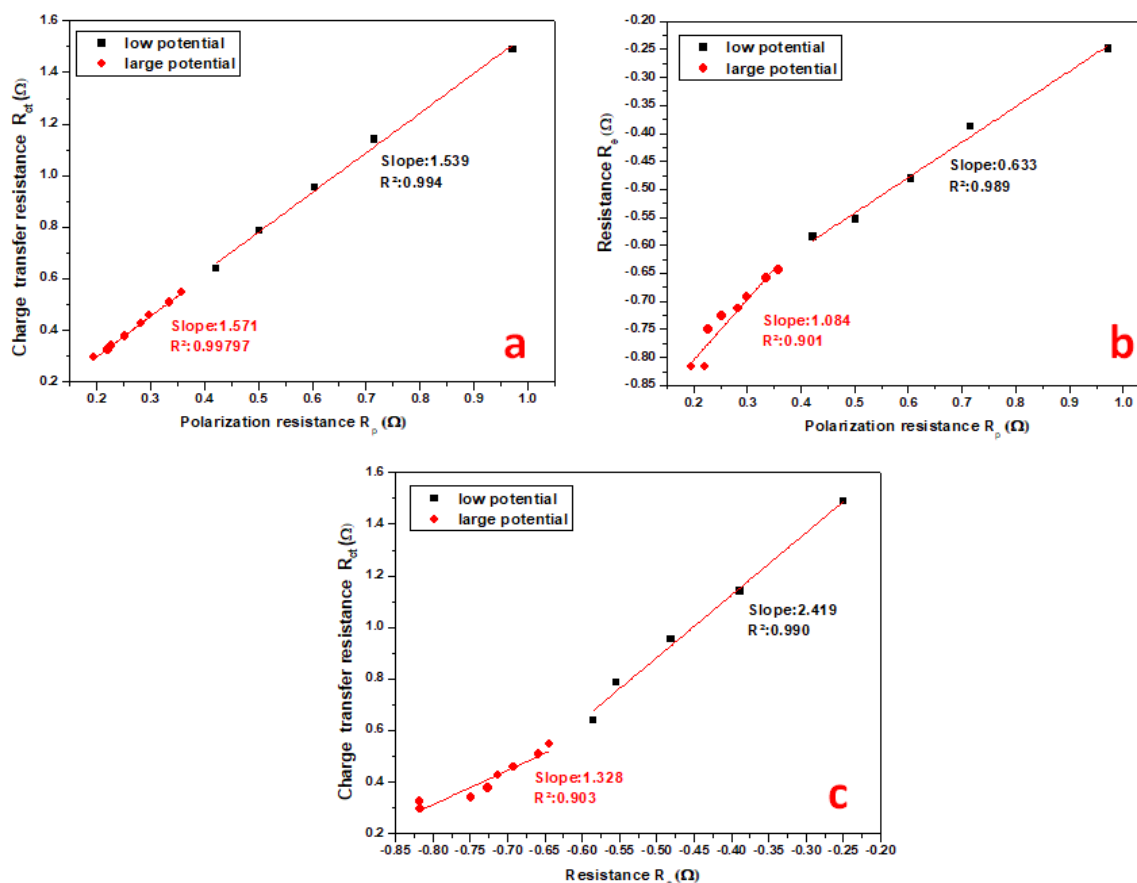 1.6
1.4
1.2
1.0
0.8
0.6
0.4
0.2
Charge transfer resistance R_ct (Ω)
low potential
large potential
Slope:1.539
R²:0.994
Slope:1.571
R²:0.99797
a
0.2 0.3 0.4 0.5 0.6 0.7 0.8 0.9 1.0
Polarization resistance R_p (Ω)
-0.20
-0.25
-0.30
-0.35
-0.40
-0.45
-0.50
-0.55
-0.60
-0.65
-0.70
-0.75
-0.80
-0.85
Resistance R_θ (Ω)
low potential
large potential
Slope:0.633
R²:0.989
Slope:1.084
R²:0.901
b
0.2 0.3 0.4 0.5 0.6 0.7 0.8 0.9 1.0
Polarization resistance R_p (Ω)
1.6
1.4
1.2
1.0
0.8
0.6
0.4
0.2
Charge transfer resistance R_ct (Ω)
low potential
large potential
Slope:2.419
R²:0.990
Slope:1.328
R²:0.903
c
-0.85 -0.80 -0.75 -0.70 -0.65 -0.60 -0.55 -0.50 -0.45 -0.40 -0.35 -0.30 -0.25 -0.20
Resistance R (Ω)